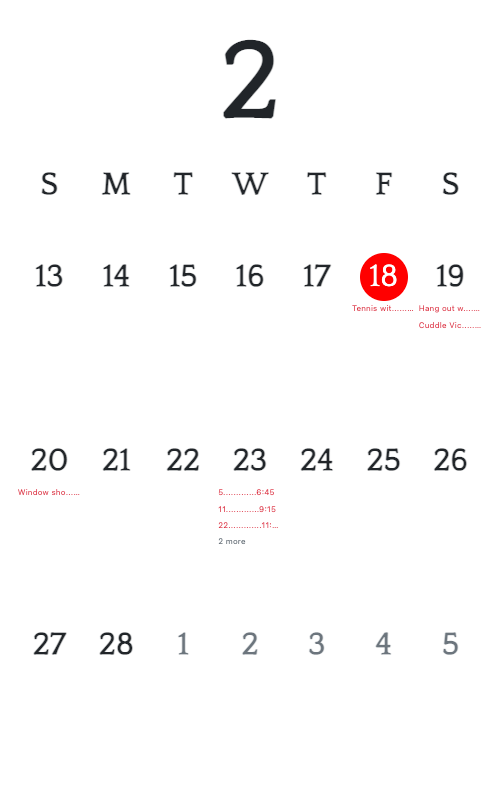 2
S M T W T F S
13 14 15 16 17 18 19
Tennis wit......... Hang out w.......
Cuddle Vic........
20 21 22 23 24 25 26
Window sho...... 5.............6:45
11.............9:15
22.............11:...
2 more
27 28 1 2 3 4 5